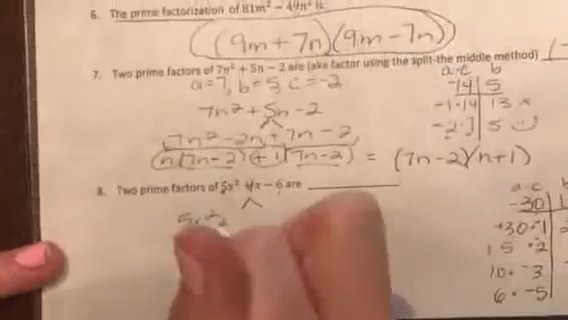 6. The prime factorization of 81m² − 49n² is
(9m+7n)(9m−7n)
7. Two prime factors of 7n² + 5n − 2 are (aka factor using the split-the middle method)
a=7, b=5, c=-2
7n²+5n-2
7n²-2n+7n-2
n(7n-2)+1(7n-2) = (7n-2)(n+1)
a·c b
-14 5
-1·14 13 x
-2·7 5
8. Two prime factors of 5x² 4x − 6 are
5x²
a·c b
-30
+30·-1
15·-2
10·-3
6·-5